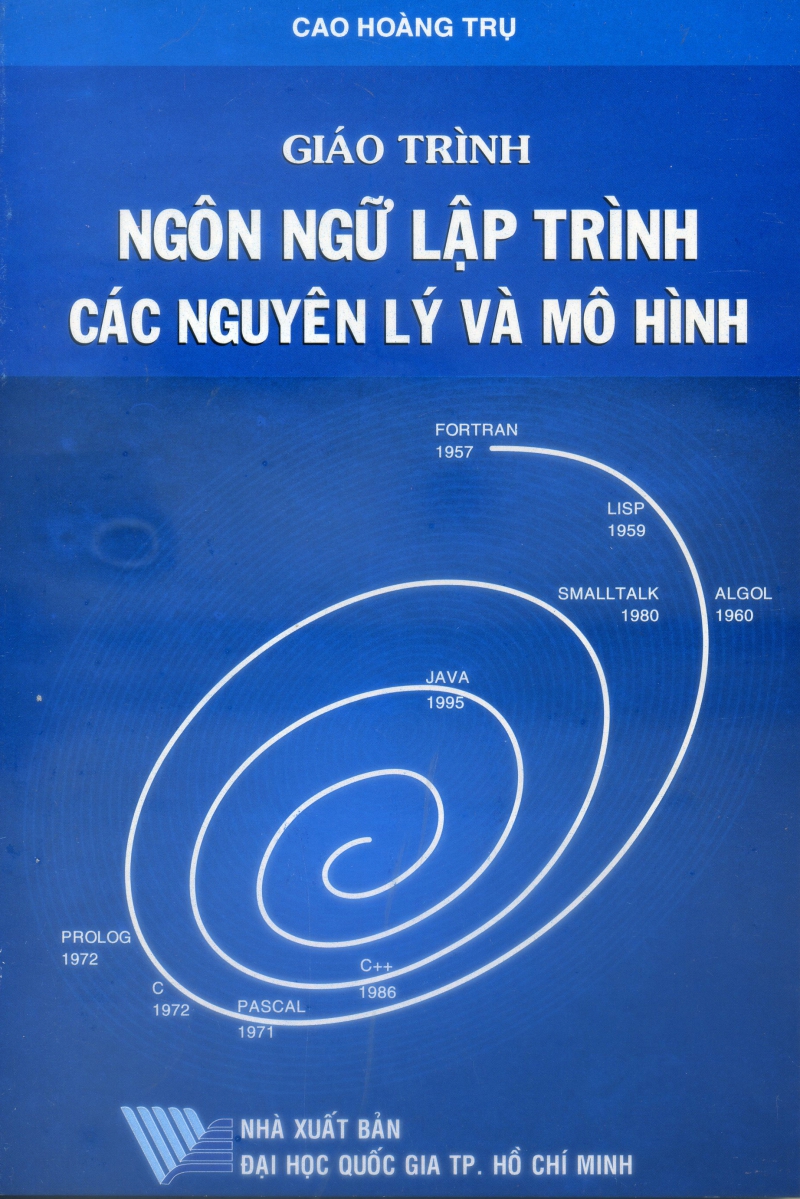 CAO HOÀNG TRỤ
GIÁO TRÌNH
NGÔN NGỮ LẬP TRÌNH
CÁC NGUYÊN LÝ VÀ MÔ HÌNH
FORTRAN
1957
LISP
1959
SMALLTALK
1980
ALGOL
1960
JAVA
1995
PROLOG
1972
C
1972
PASCAL
1971
C++
1986
NHÀ XUẤT BẢN
ĐẠI HỌC QUỐC GIA TP. HỒ CHÍ MINH